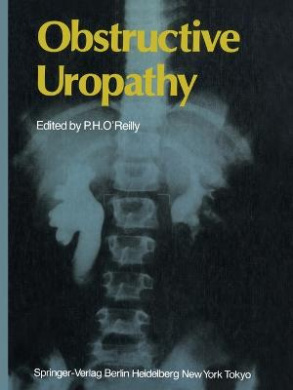 Obstructive
Uropathy
Edited by P.H.O'Reilly
Springer-Verlag Berlin Heidelberg New York Tokyo